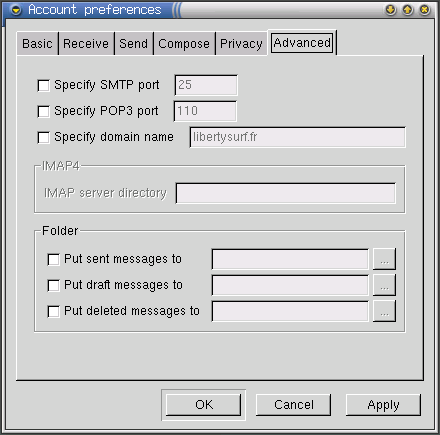 Account preferences
Basic Receive Send Compose Privacy Advanced
Specify SMTP port 25
Specify POP3 port 110
Specify domain name libertysurf.fr
IMAP4
IMAP server directory
Folder
Put sent messages to ...
Put draft messages to ...
Put deleted messages to ...
OK Cancel Apply